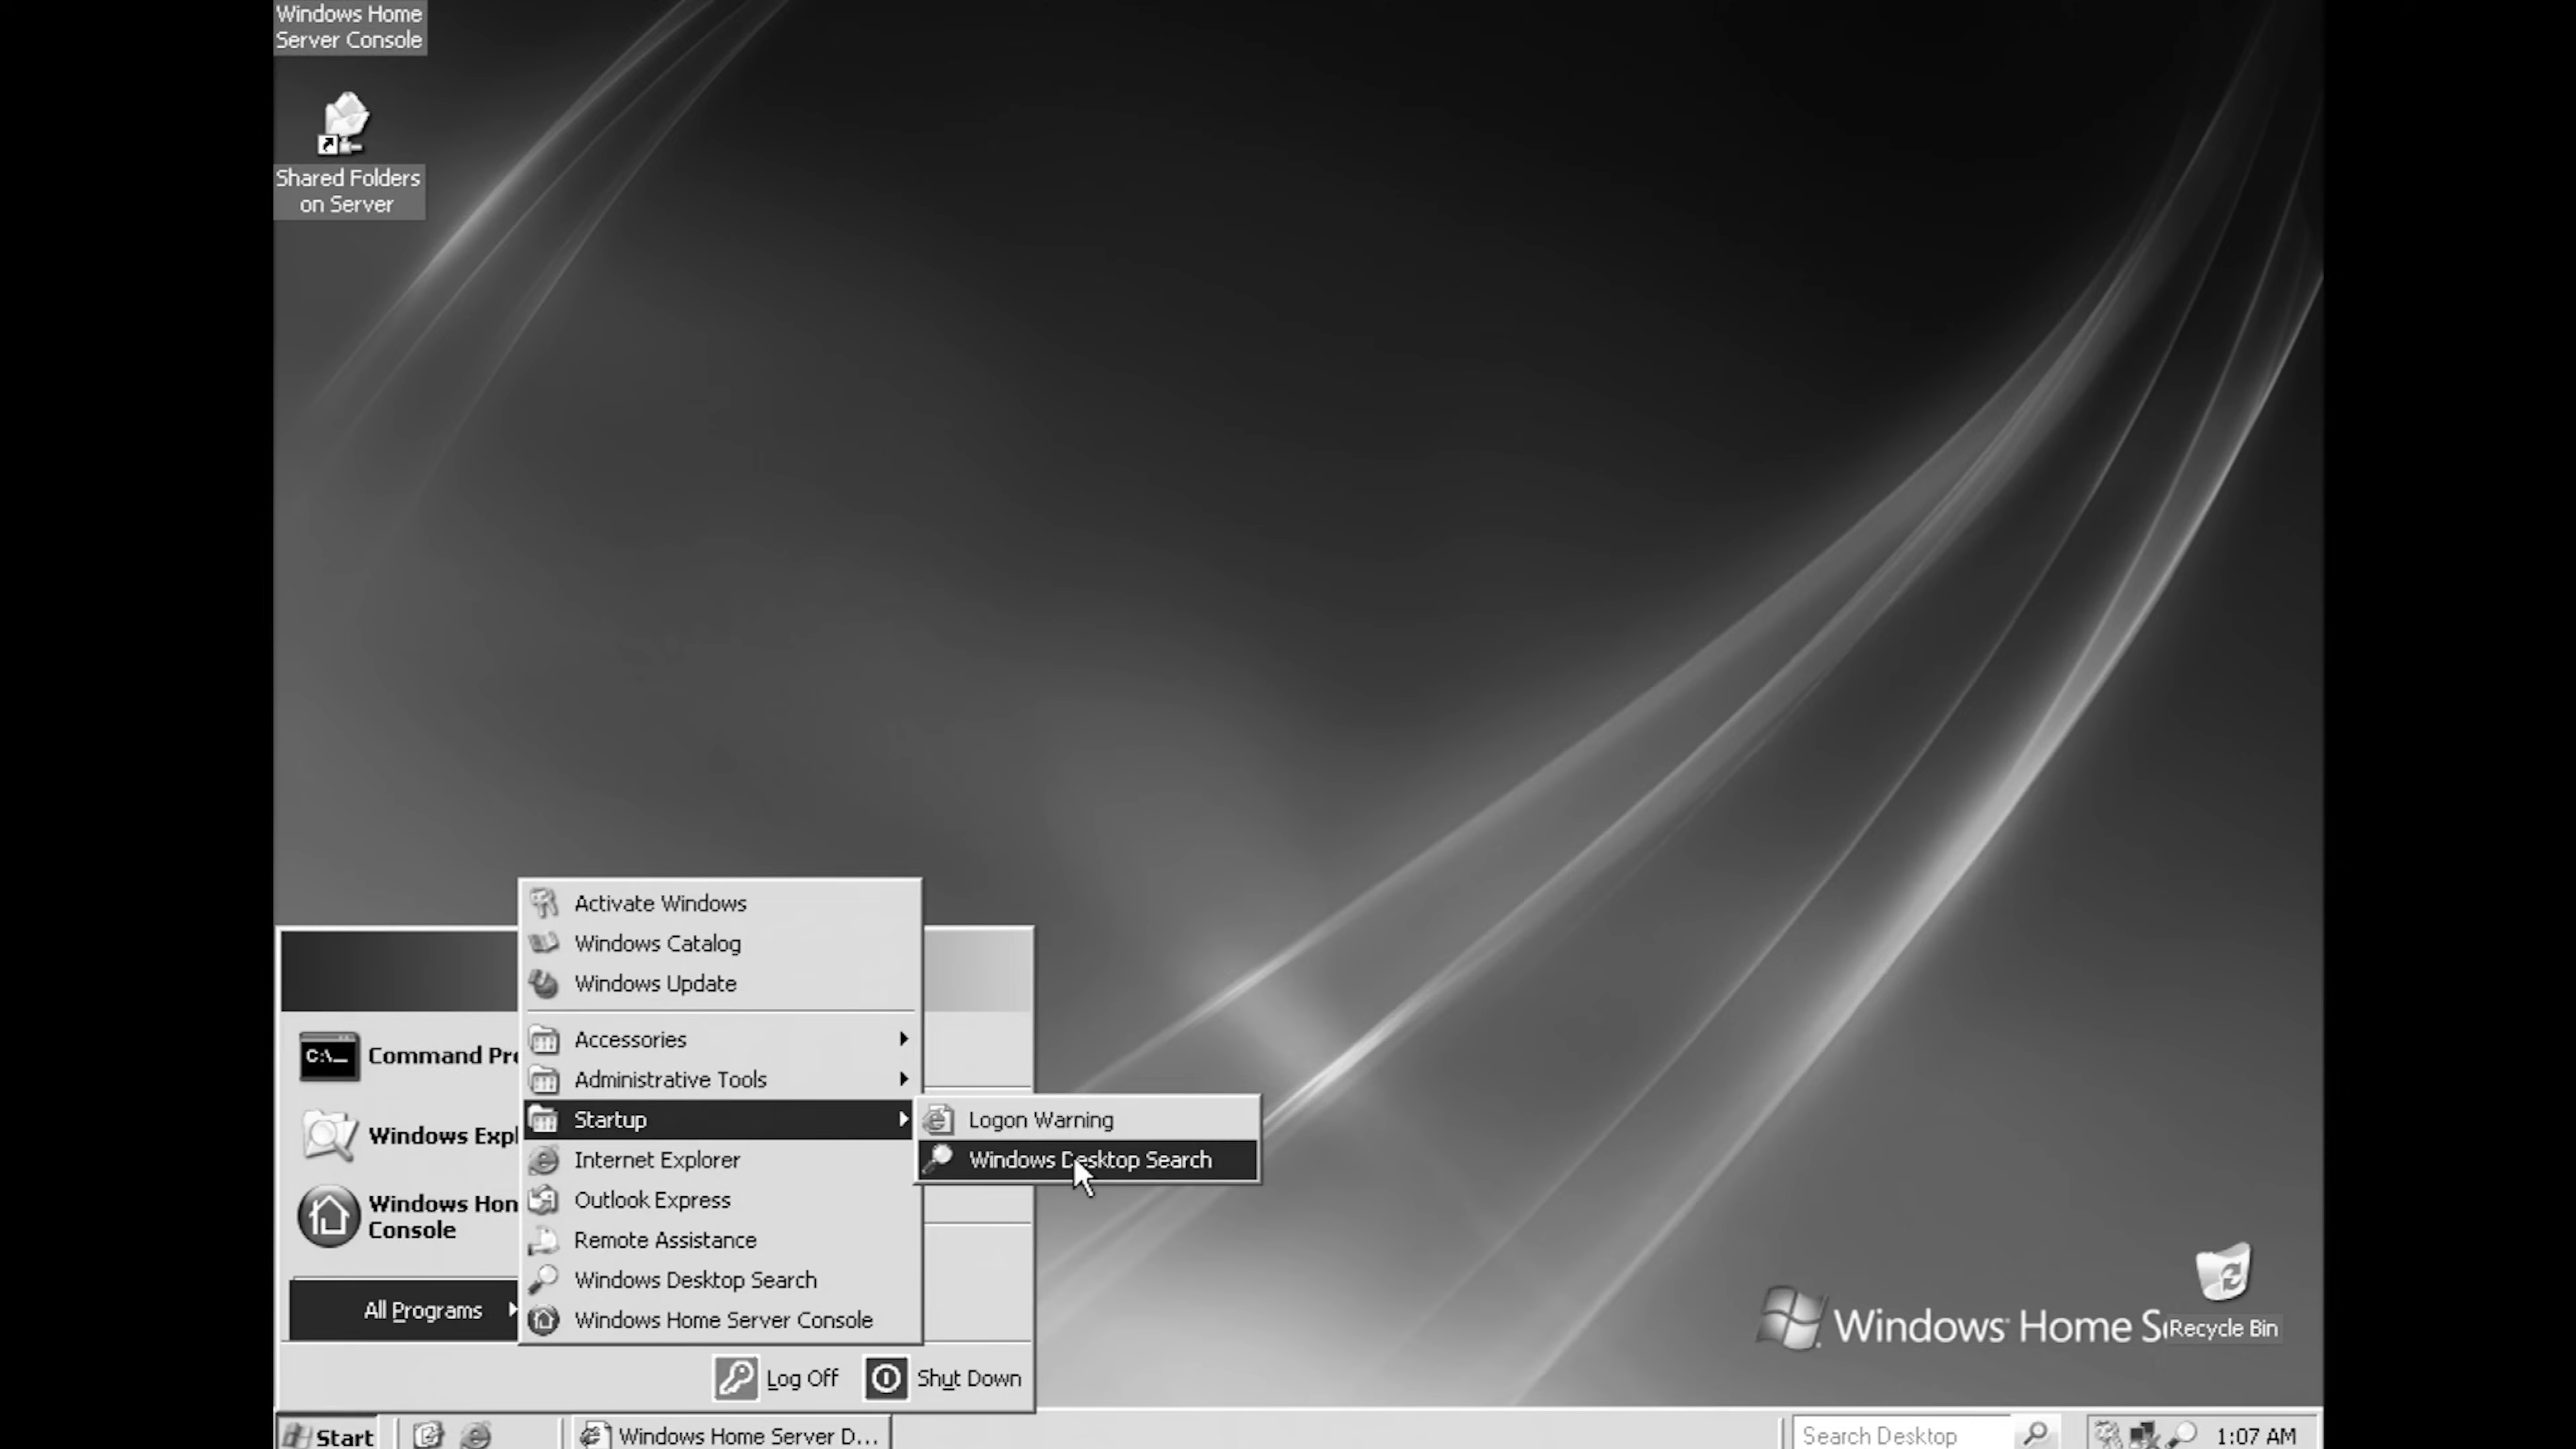 Windows Home
Server Console
Shared Folders
on Server
Activate Windows
Windows Catalog
Windows Update
Accessories
Administrative Tools
Startup
Internet Explorer
Outlook Express
Remote Assistance
Windows Desktop Search
Windows Home Server Console
Logon Warning
Windows Desktop Search
C:\_
Command Pro
Windows Expl
Windows Hon
Console
All Programs
Log Off
Shut Down
Windows Home S
Recycle Bin
Start
Windows Home Server D...
Search Desktop
1:07 AM